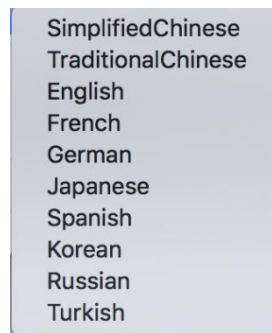 SimplifiedChinese
TraditionalChinese
English
French
German
Japanese
Spanish
Korean
Russian
Turkish